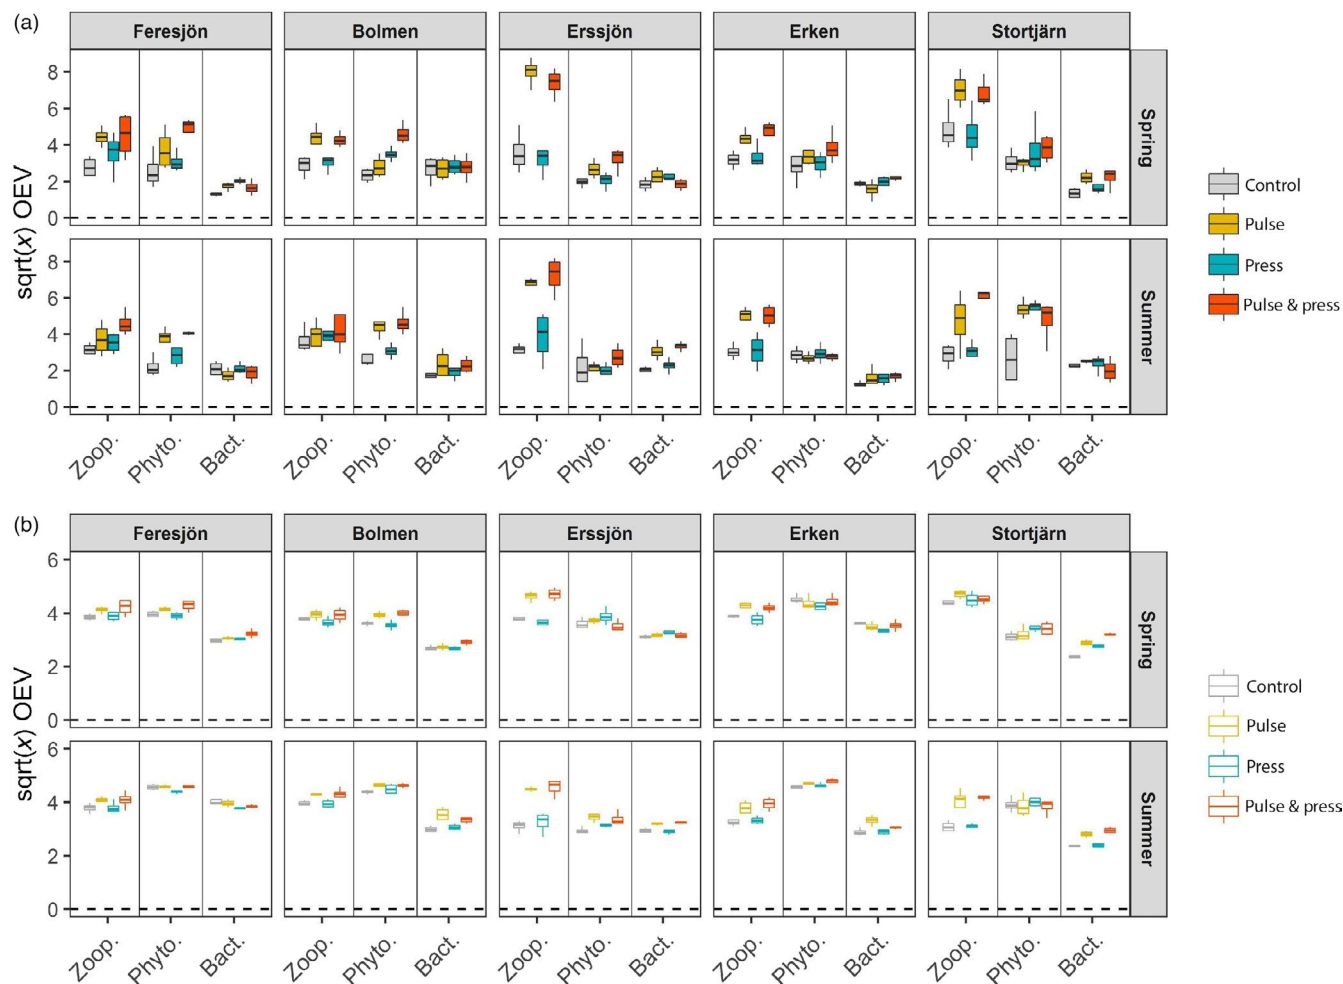 (a)
Feresjön Bolmen Erssjön Erken Stortjärn
8
6
4
2
0
Spring
8
6
4
2
0
Summer
sqrt(x) OEV
Zoop. Phyto. Bact. Zoop. Phyto. Bact. Zoop. Phyto. Bact. Zoop. Phyto. Bact. Zoop. Phyto. Bact.
Control
Pulse
Press
Pulse & press
(b)
Feresjön Bolmen Erssjön Erken Stortjärn
6
4
2
0
Spring
6
4
2
0
Summer
sqrt(x) OEV
Zoop. Phyto. Bact. Zoop. Phyto. Bact. Zoop. Phyto. Bact. Zoop. Phyto. Bact. Zoop. Phyto. Bact.
Control
Pulse
Press
Pulse & press